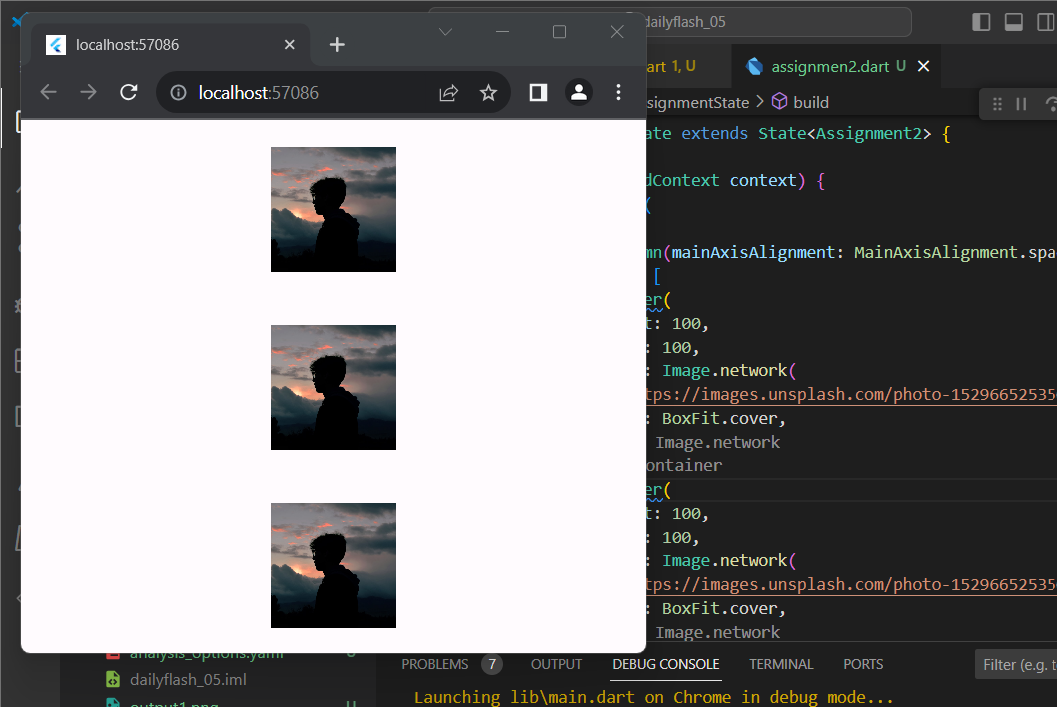 localhost:57086
localhost:57086
dailyflash_05
art 1, U
assignmen2.dart U
ssignmentState > build
ate extends State<Assignment2> {
dContext context) {
(
mn(mainAxisAlignment: MainAxisAlignment.spa
[
er(
t: 100,
: 100,
: Image.network(
tps://images.unsplash.com/photo-1529665253
: BoxFit.cover,
Image.network
ontainer
er(
t: 100,
: 100,
: Image.network(
tps://images.unsplash.com/photo-1529665253
: BoxFit.cover,
Image.network
analysis_options.yaml U
dailyflash_05.iml
output1.png U
PROBLEMS 7 OUTPUT DEBUG CONSOLE TERMINAL PORTS Filter (e.g. t
Launching lib\main.dart on Chrome in debug mode...